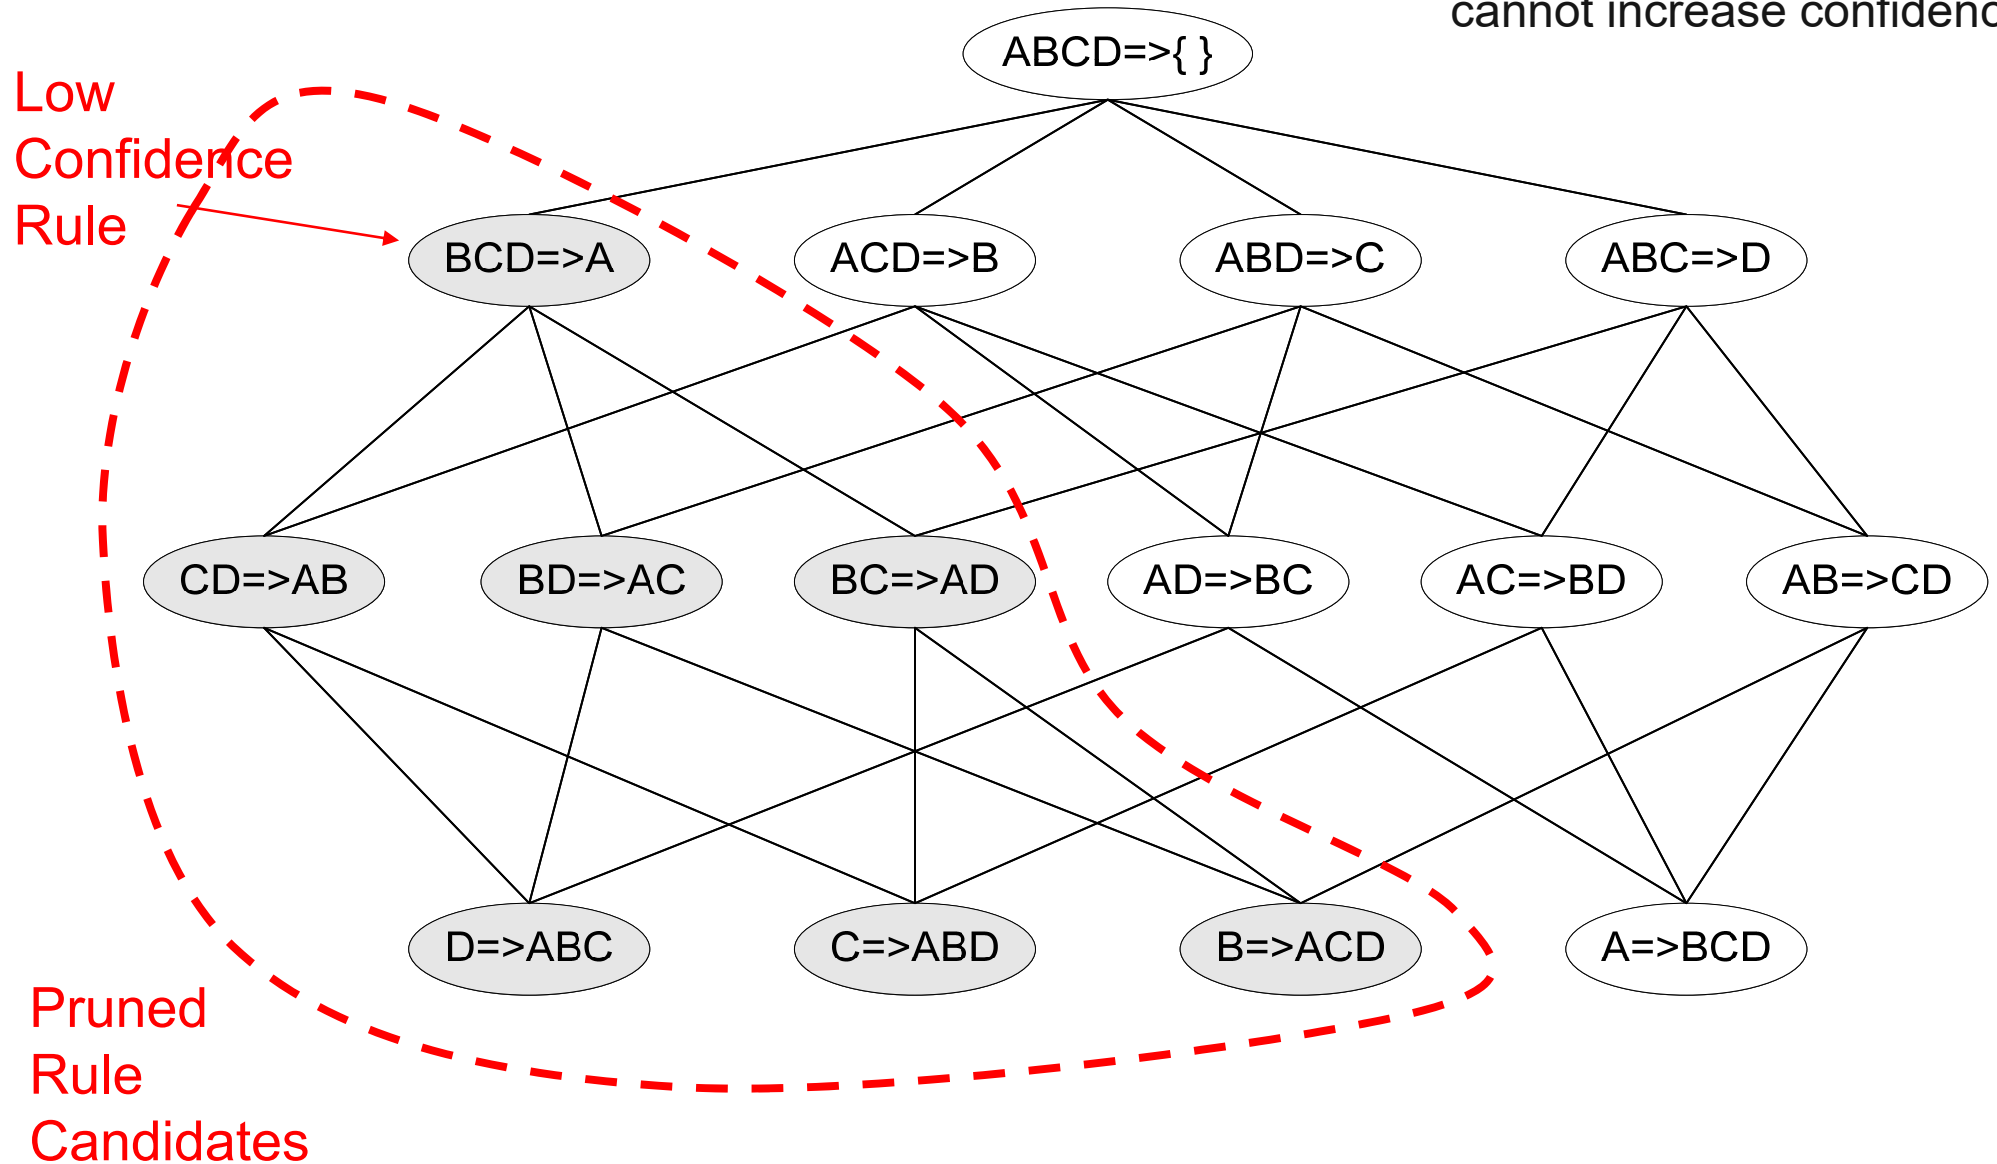 cannot increase confidenc
ABCD=>{ }
Low
Confidence
Rule
BCD=>A
ACD=>B
ABD=>C
ABC=>D
CD=>AB
BD=>AC
BC=>AD
AD=>BC
AC=>BD
AB=>CD
D=>ABC
C=>ABD
B=>ACD
A=>BCD
Pruned
Rule
Candidates